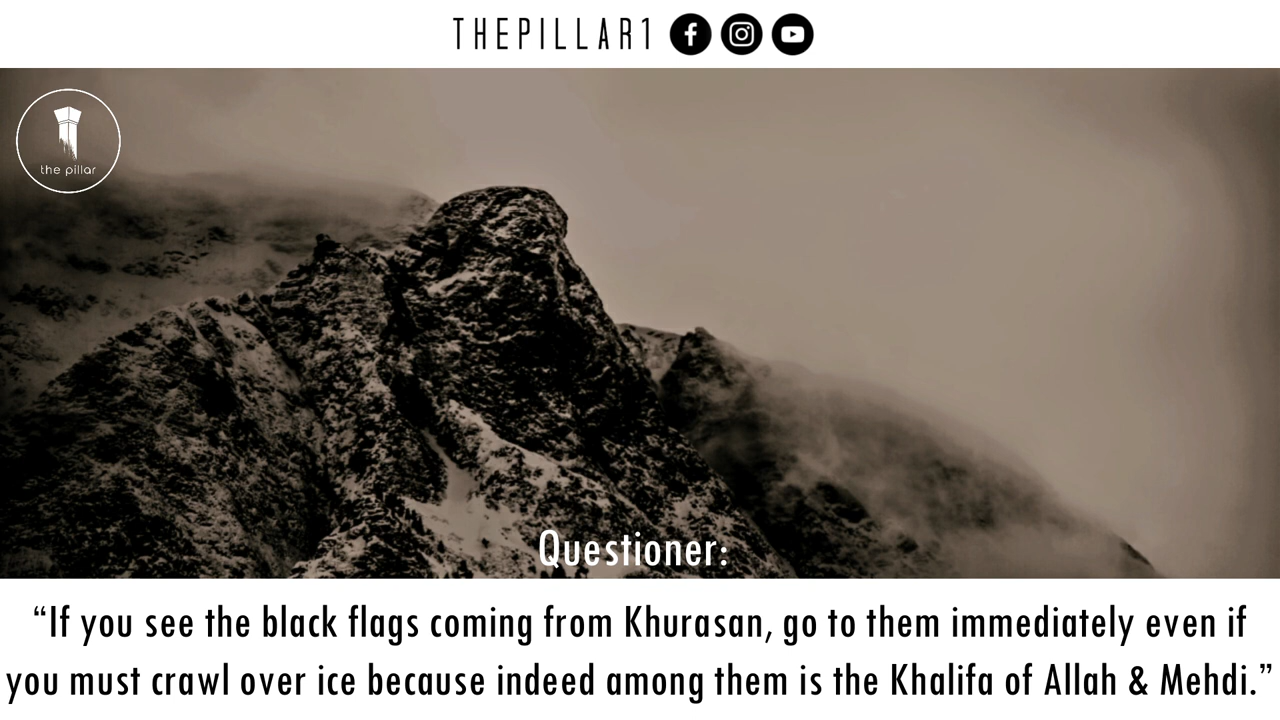 THEPILLAR1
the pillar
Questioner:
“If you see the black flags coming from Khurasan, go to them immediately even if
you must crawl over ice because indeed among them is the Khalifa of Allah & Mehdi.”